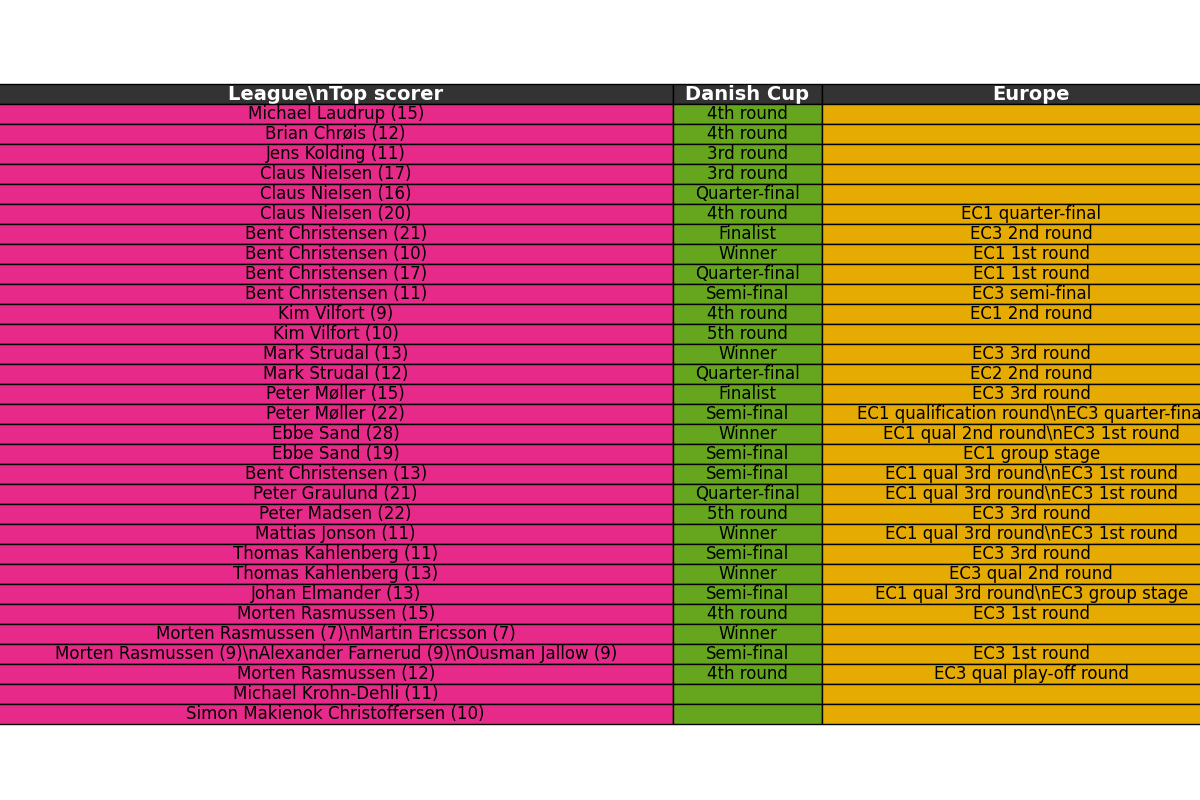 League\nTop scorer Danish Cup Europe
Michael Laudrup (15) 4th round
Brian Chrøis (12) 4th round
Jens Kolding (11) 3rd round
Claus Nielsen (17) 3rd round
Claus Nielsen (16) Quarter-final
Claus Nielsen (20) 4th round EC1 quarter-final
Bent Christensen (21) Finalist EC3 2nd round
Bent Christensen (10) Winner EC1 1st round
Bent Christensen (17) Quarter-final EC1 1st round
Bent Christensen (11) Semi-final EC3 semi-final
Kim Vilfort (9) 4th round EC1 2nd round
Kim Vilfort (10) 5th round
Mark Strudal (13) Winner EC3 3rd round
Mark Strudal (12) Quarter-final EC2 2nd round
Peter Møller (15) Finalist EC3 3rd round
Peter Møller (22) Semi-final EC1 qualification round\nEC3 quarter-fina
Ebbe Sand (28) Winner EC1 qual 2nd round\nEC3 1st round
Ebbe Sand (19) Semi-final EC1 group stage
Bent Christensen (13) Semi-final EC1 qual 3rd round\nEC3 1st round
Peter Graulund (21) Quarter-final EC1 qual 3rd round\nEC3 1st round
Peter Madsen (22) 5th round EC3 3rd round
Mattias Jonson (11) Winner EC1 qual 3rd round\nEC3 1st round
Thomas Kahlenberg (11) Semi-final EC3 3rd round
Thomas Kahlenberg (13) Winner EC3 qual 2nd round
Johan Elmander (13) Semi-final EC1 qual 3rd round\nEC3 group stage
Morten Rasmussen (15) 4th round EC3 1st round
Morten Rasmussen (7)\nMartin Ericsson (7) Winner
Morten Rasmussen (9)\nAlexander Farnerud (9)\nOusman Jallow (9) Semi-final EC3 1st round
Morten Rasmussen (12) 4th round EC3 qual play-off round
Michael Krohn-Dehli (11)
Simon Makienok Christoffersen (10)